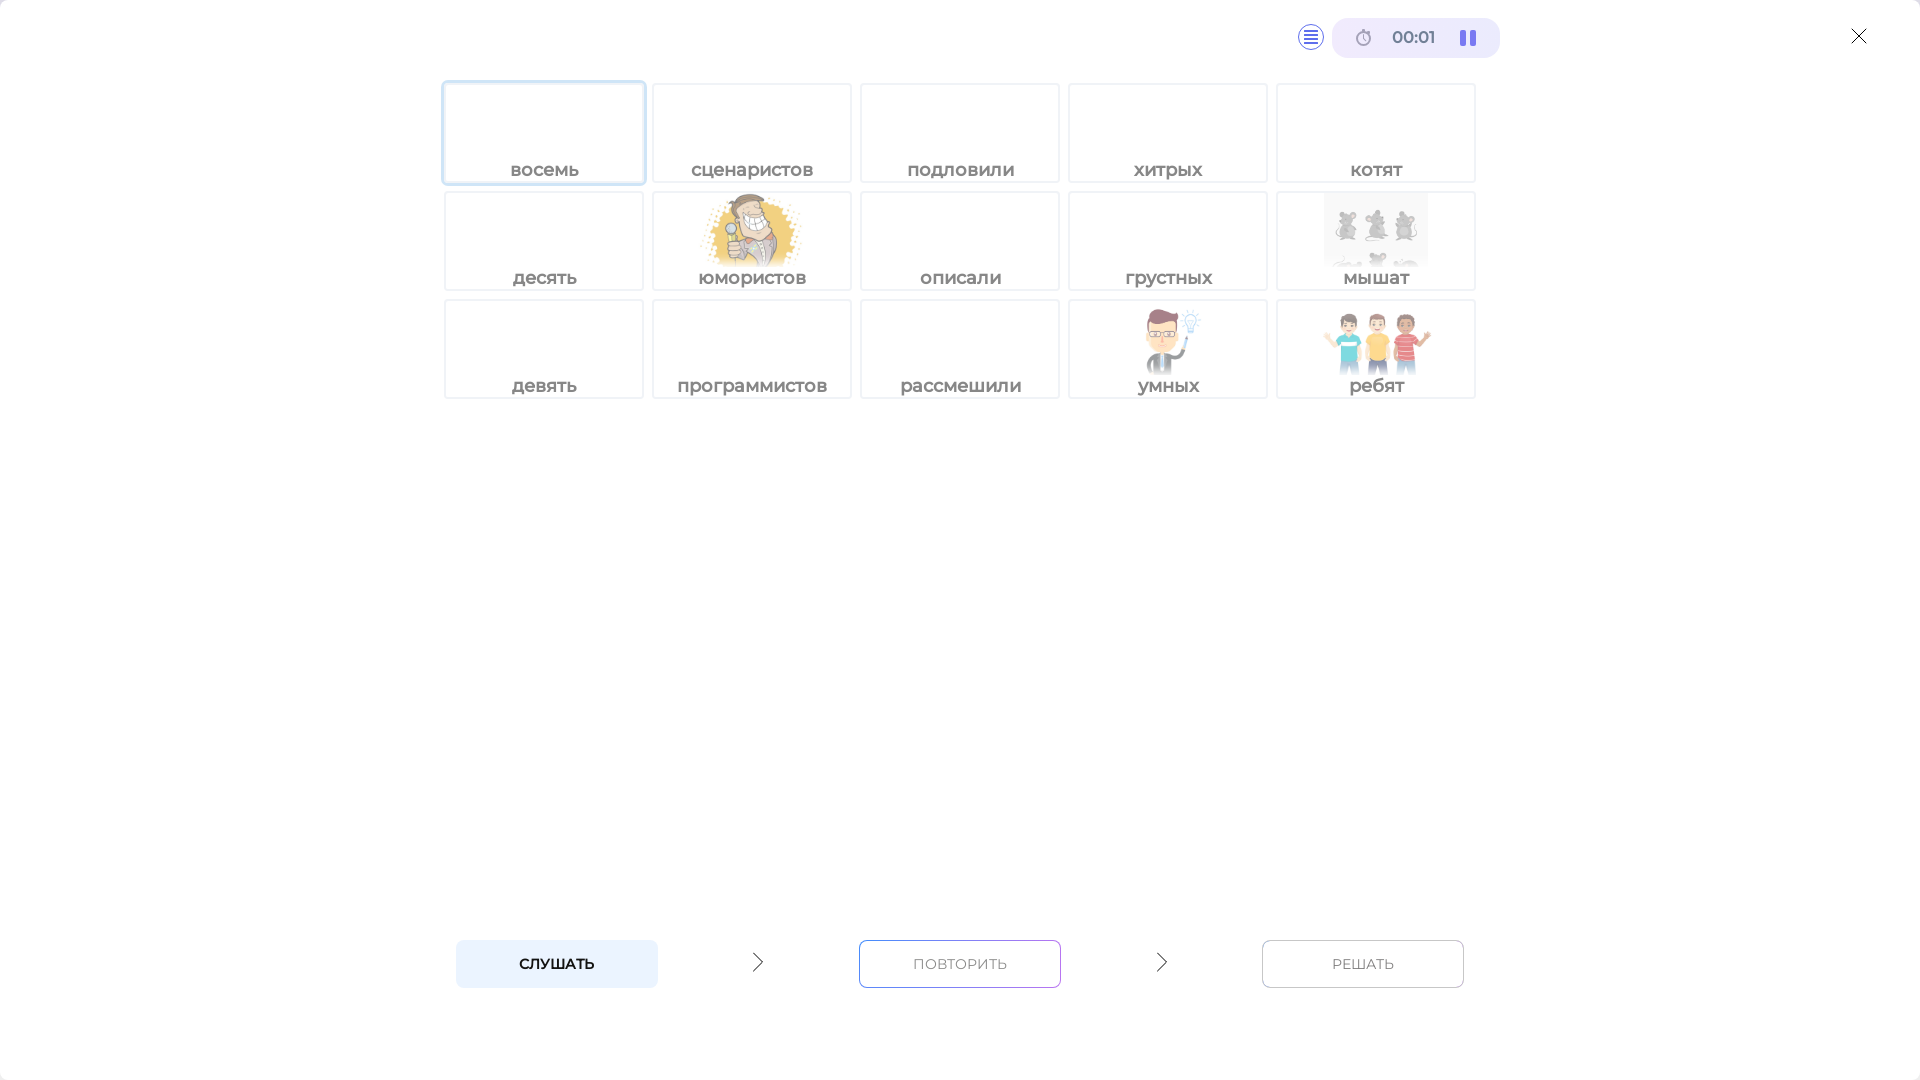 00:01
восемь сценаристов подловили хитрых котят
десять юмористов описали грустных мышат
девять программистов рассмешили умных ребят
СЛУШАТЬ ПОВТОРИТЬ РЕШАТЬ